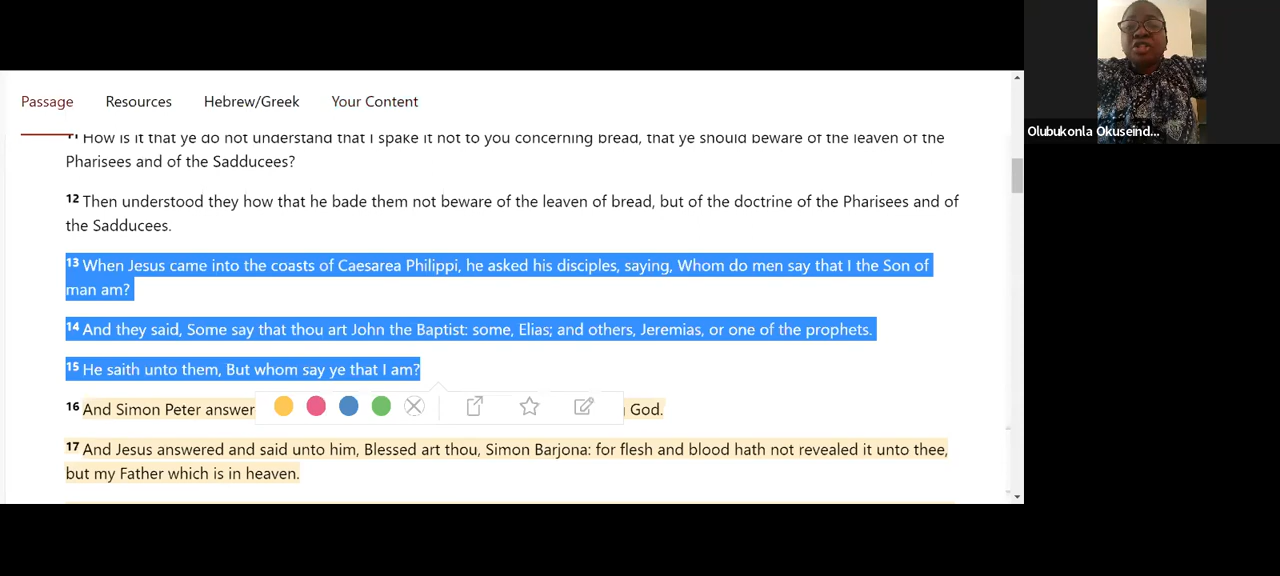 Passage Resources Hebrew/Greek Your Content
11 How is it that ye do not understand that I spake it not to you concerning bread, that ye should beware of the leaven of the
Pharisees and of the Sadducees?
12 Then understood they how that he bade them not beware of the leaven of bread, but of the doctrine of the Pharisees and of
the Sadducees.
13 When Jesus came into the coasts of Caesarea Philippi, he asked his disciples, saying, Whom do men say that I the Son of
man am?
14 And they said, Some say that thou art John the Baptist: some, Elias; and others, Jeremias, or one of the prophets.
15 He saith unto them, But whom say ye that I am?
16 And Simon Peter answer God.
17 And Jesus answered and said unto him, Blessed art thou, Simon Barjona: for flesh and blood hath not revealed it unto thee,
but my Father which is in heaven.
Olubukonla Okuseind...